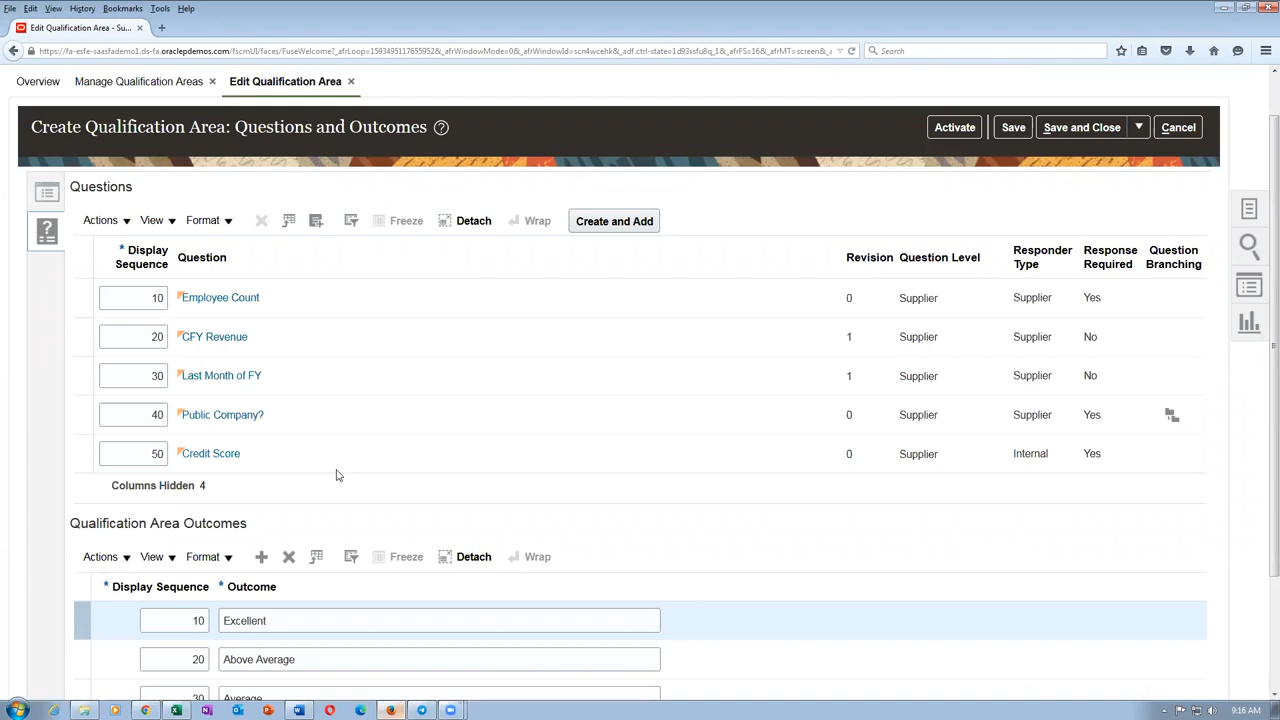 File Edit View History Bookmarks Tools Help
Edit Qualification Area - Su...
https://fa-esfe-saasfademo1.ds-fa.oraclepdemos.com/fscmUI/faces/FuseWelcome?_afrLoop=1593495117655952&_afrWindowMode=0&_afrWindowId=scn4wcehk&_adf.ctrl-state=1d93xsfu8q_1&_afrFS=16&_afrMT=screen&_ Search
Overview Manage Qualification Areas Edit Qualification Area
Create Qualification Area: Questions and Outcomes Activate Save Save and Close Cancel
Questions
Actions View Format Freeze Detach Wrap Create and Add
* Display Sequence Question Revision Question Level Responder Type Response Required Question Branching
10 Employee Count 0 Supplier Supplier Yes
20 CFY Revenue 1 Supplier Supplier No
30 Last Month of FY 1 Supplier Supplier No
40 Public Company? 0 Supplier Supplier Yes
50 Credit Score 0 Supplier Internal Yes
Columns Hidden 4
Qualification Area Outcomes
Actions View Format Freeze Detach Wrap
* Display Sequence * Outcome
10 Excellent
20 Above Average
30 Average
9:16 AM